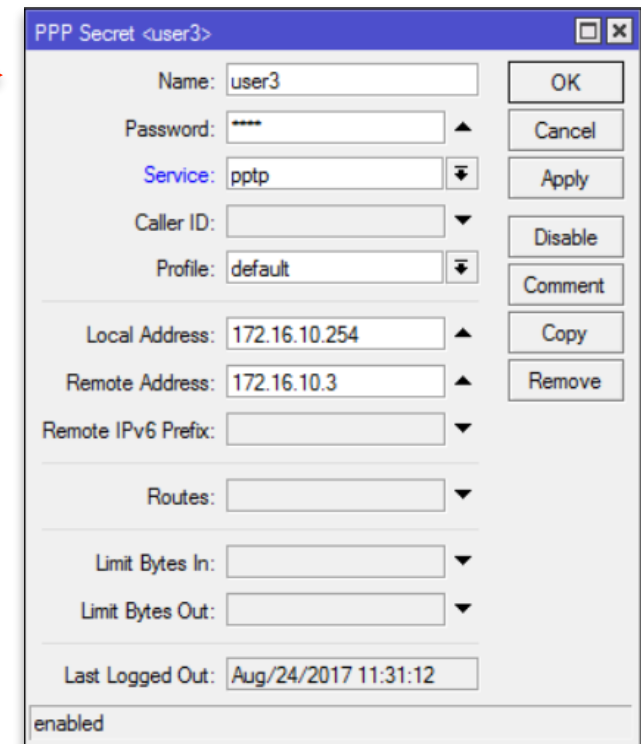 PPP Secret <user3>
Name: user3
OK
Password: ****
Cancel
Service: pptp
Apply
Caller ID:
Disable
Profile: default
Comment
Local Address: 172.16.10.254
Copy
Remote Address: 172.16.10.3
Remove
Remote IPv6 Prefix:
Routes:
Limit Bytes In:
Limit Bytes Out:
Last Logged Out: Aug/24/2017 11:31:12
enabled